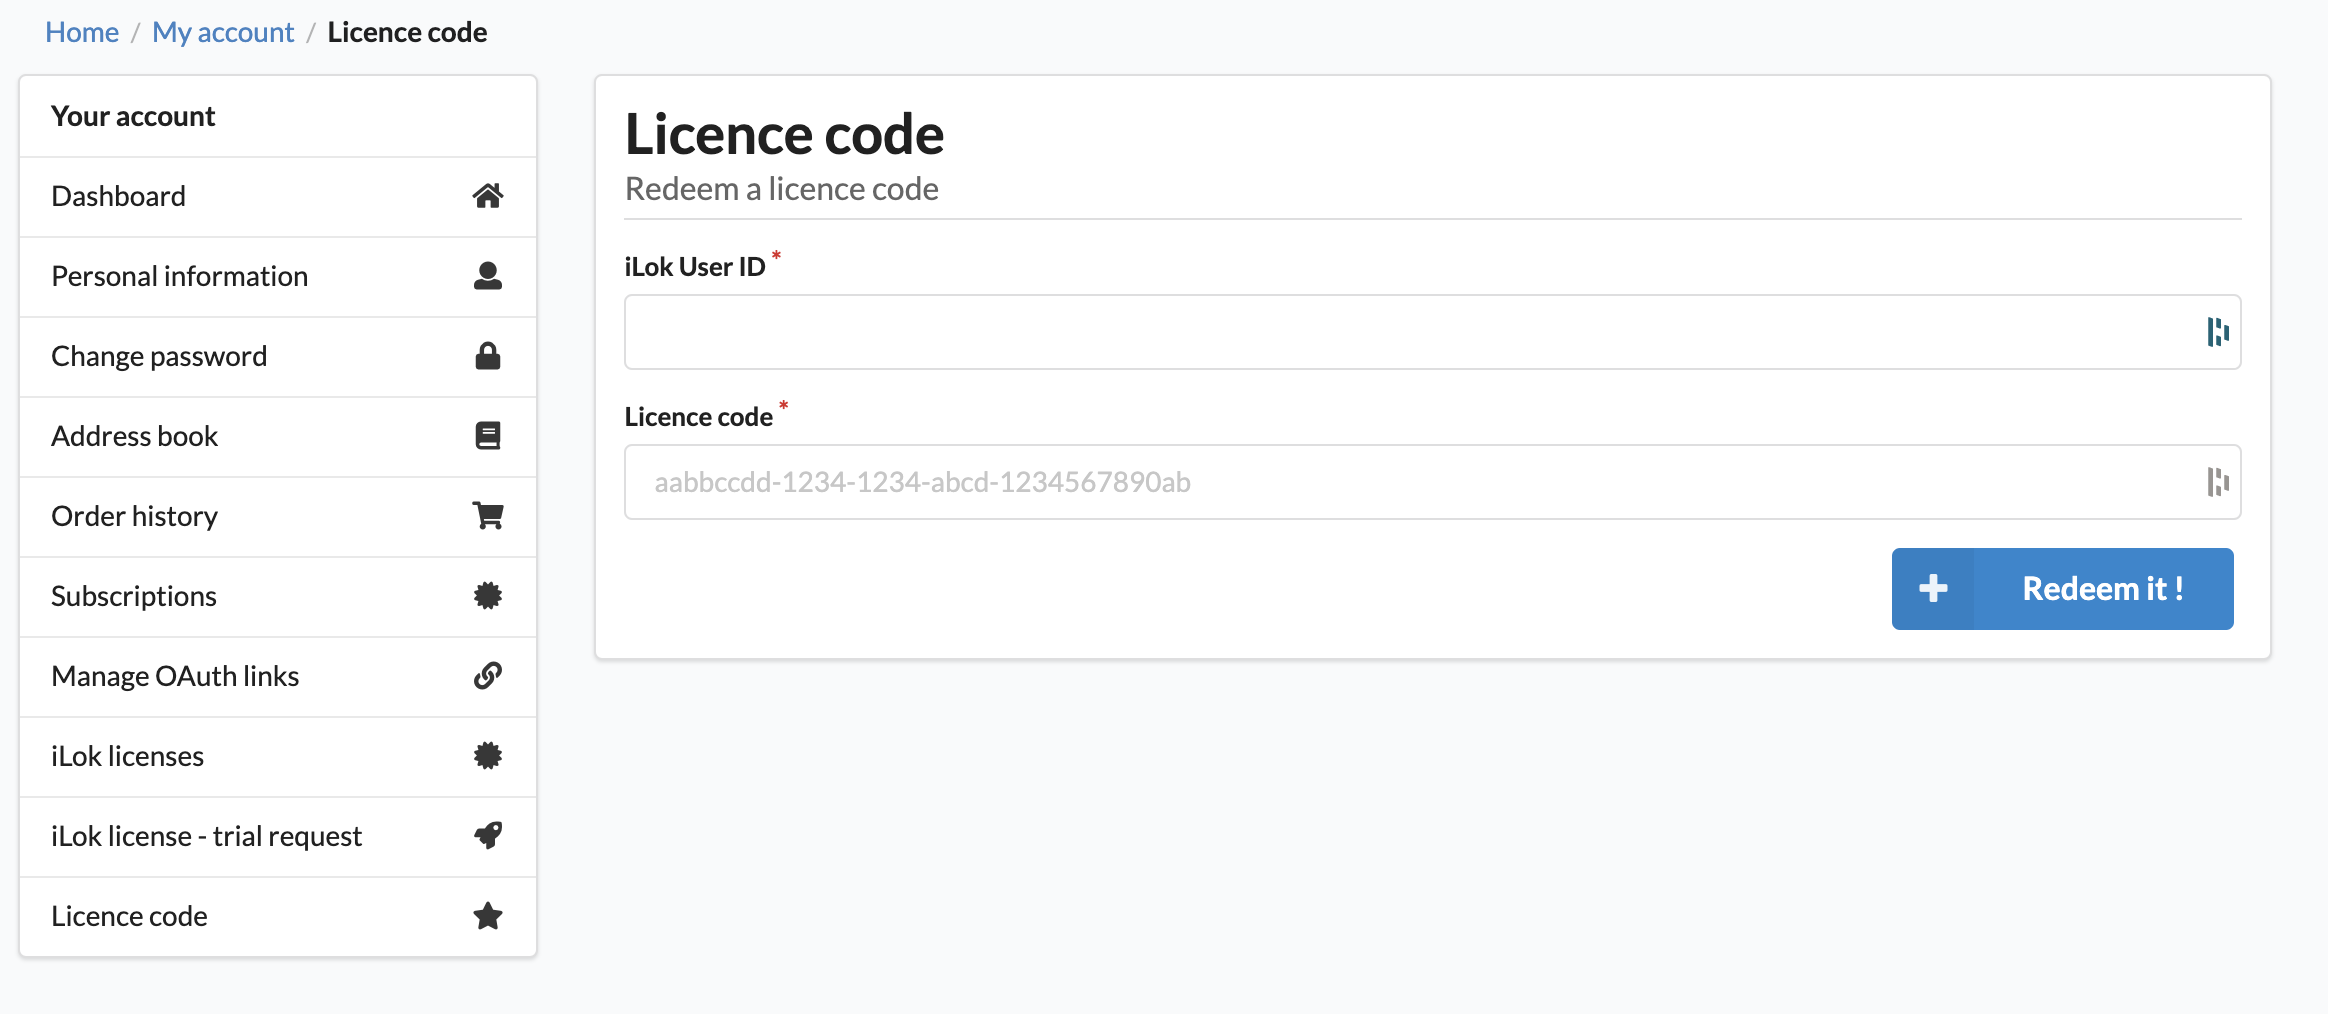 Home / My account / Licence code
Your account
Dashboard
Personal information
Change password
Address book
Order history
Subscriptions
Manage OAuth links
iLok licenses
iLok license - trial request
Licence code
Licence code
Redeem a licence code
iLok User ID *
Licence code *
aabbccdd-1234-1234-abcd-1234567890ab
Redeem it !